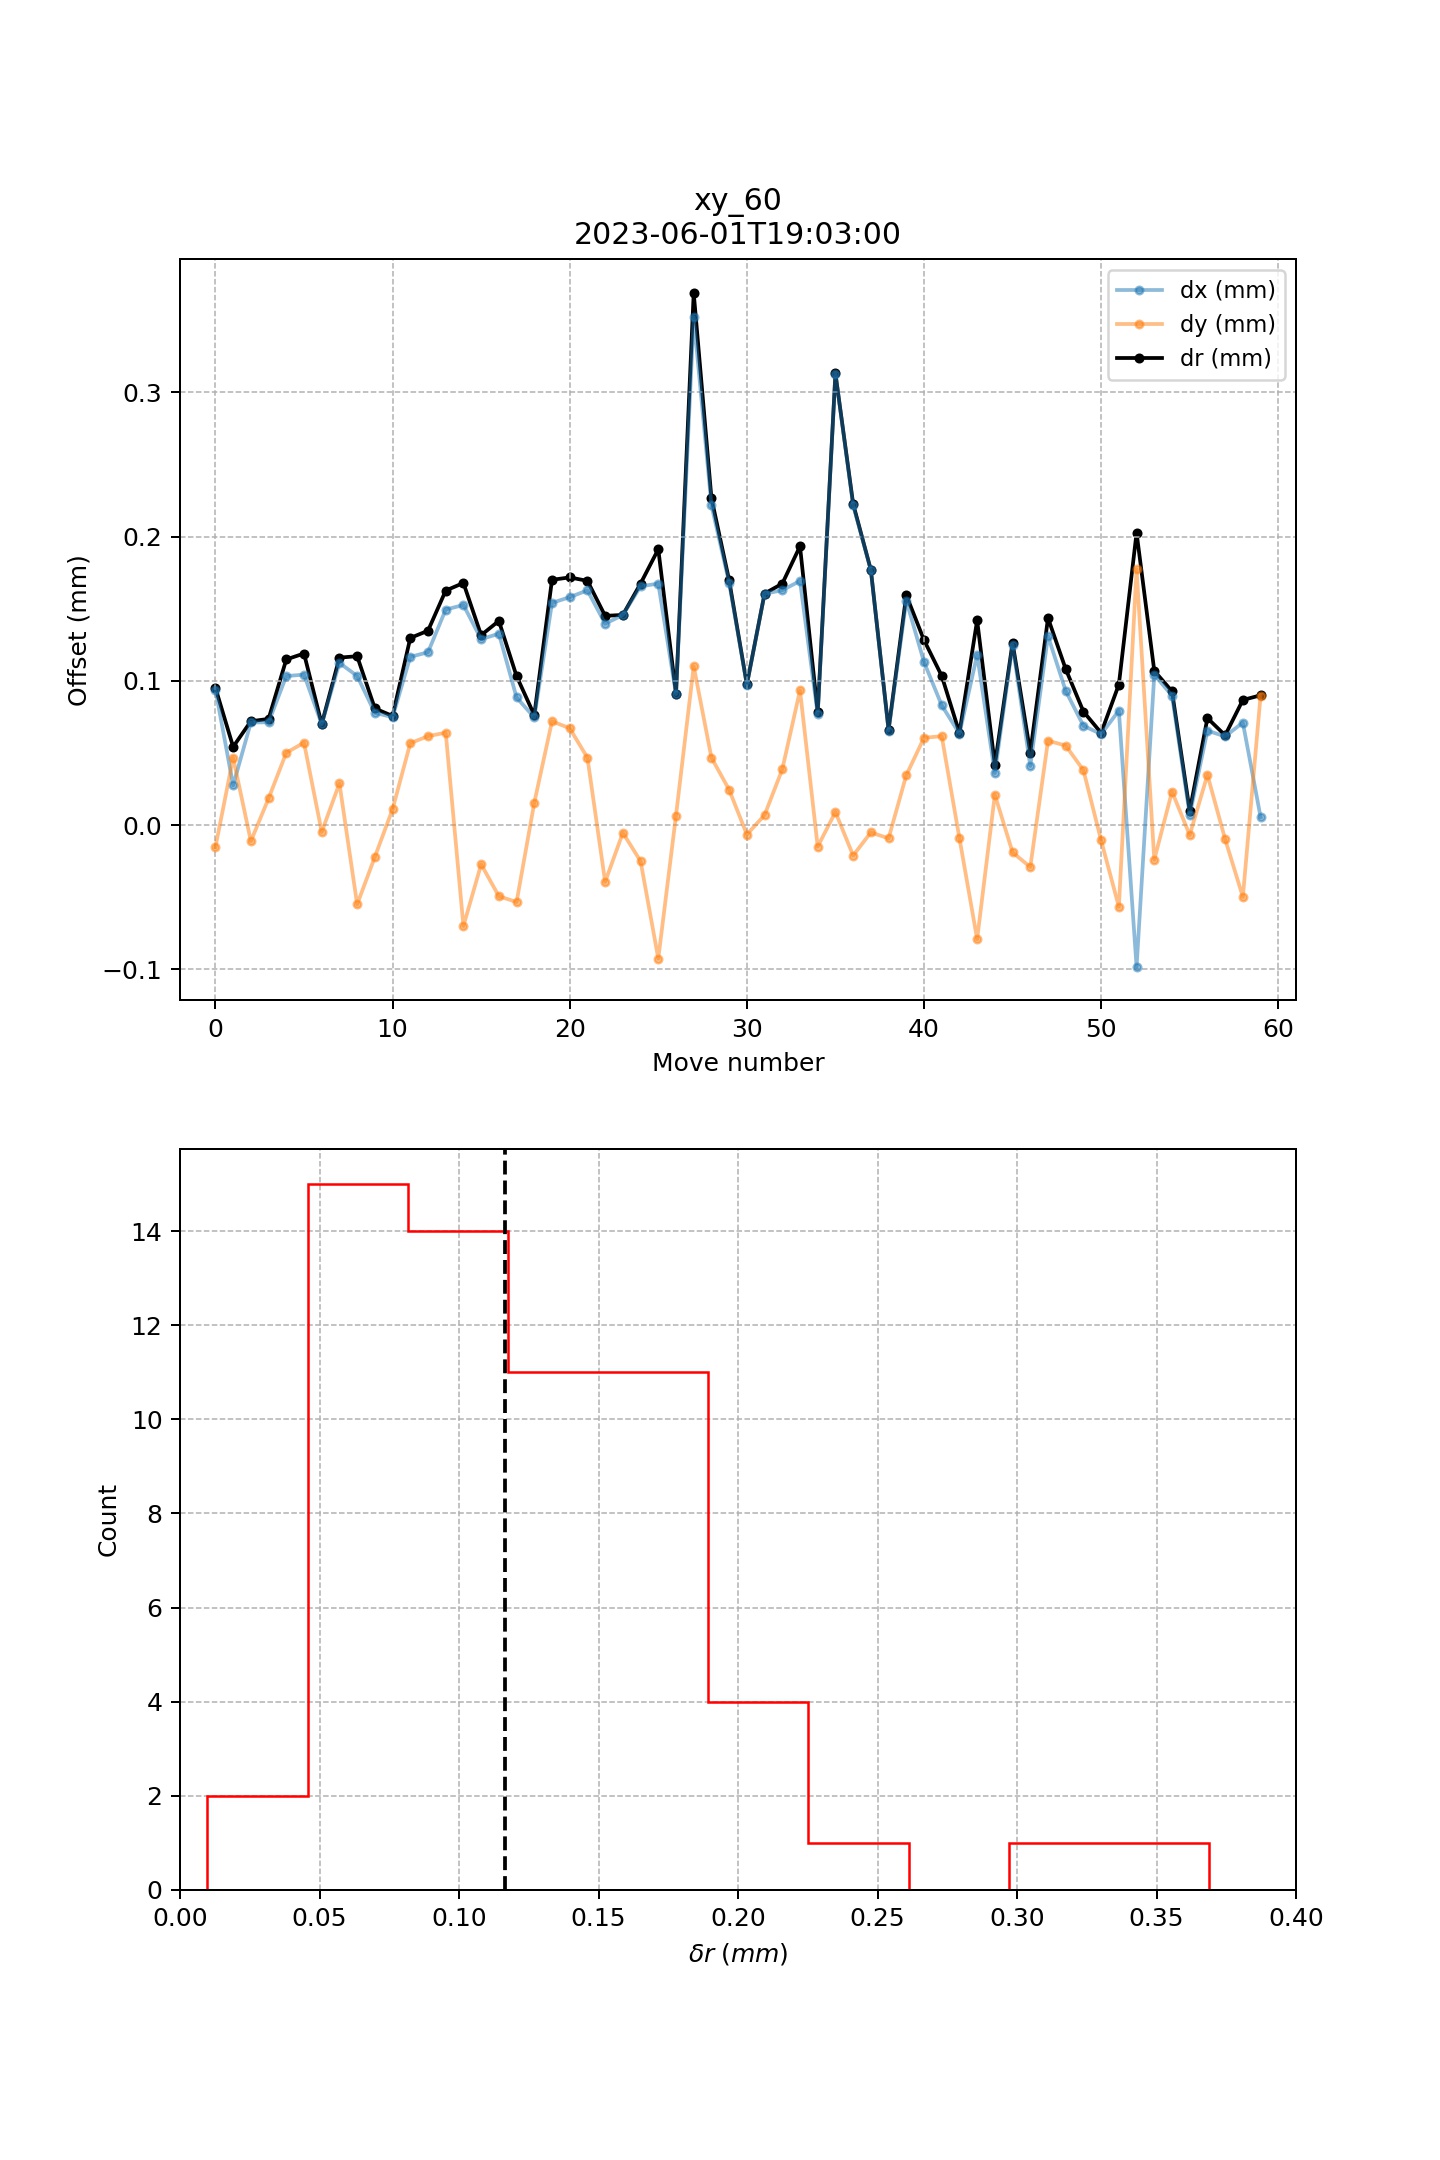 xy_60
2023-06-01T19:03:00
dx (mm)
dy (mm)
dr (mm)
Offset (mm)
0.3
0.2
0.1
0.0
−0.1
0 10 20 30 40 50 60
Move number
Count
14
12
10
8
6
4
2
0
0.00 0.05 0.10 0.15 0.20 0.25 0.30 0.35 0.40
δr (mm)